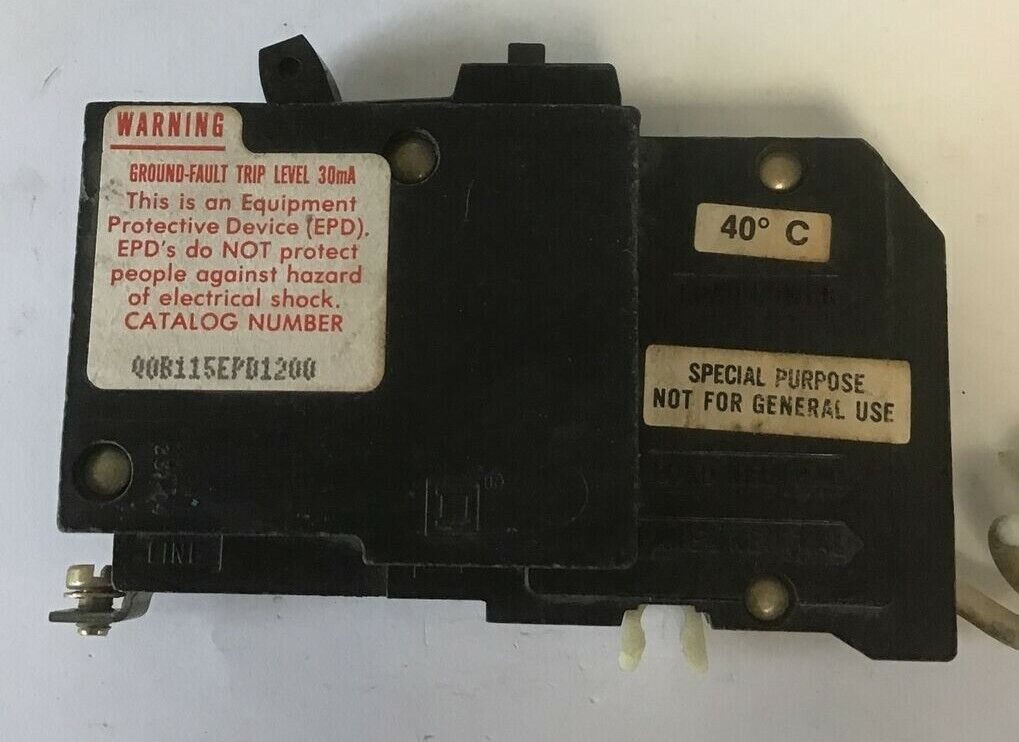 WARNING
GROUND-FAULT TRIP LEVEL 30mA
This is an Equipment
Protective Device (EPD).
EPD's do NOT protect
people against hazard
of electrical shock.
CATALOG NUMBER
QOB115EPD1200
40° C
SPECIAL PURPOSE
NOT FOR GENERAL USE
LINE